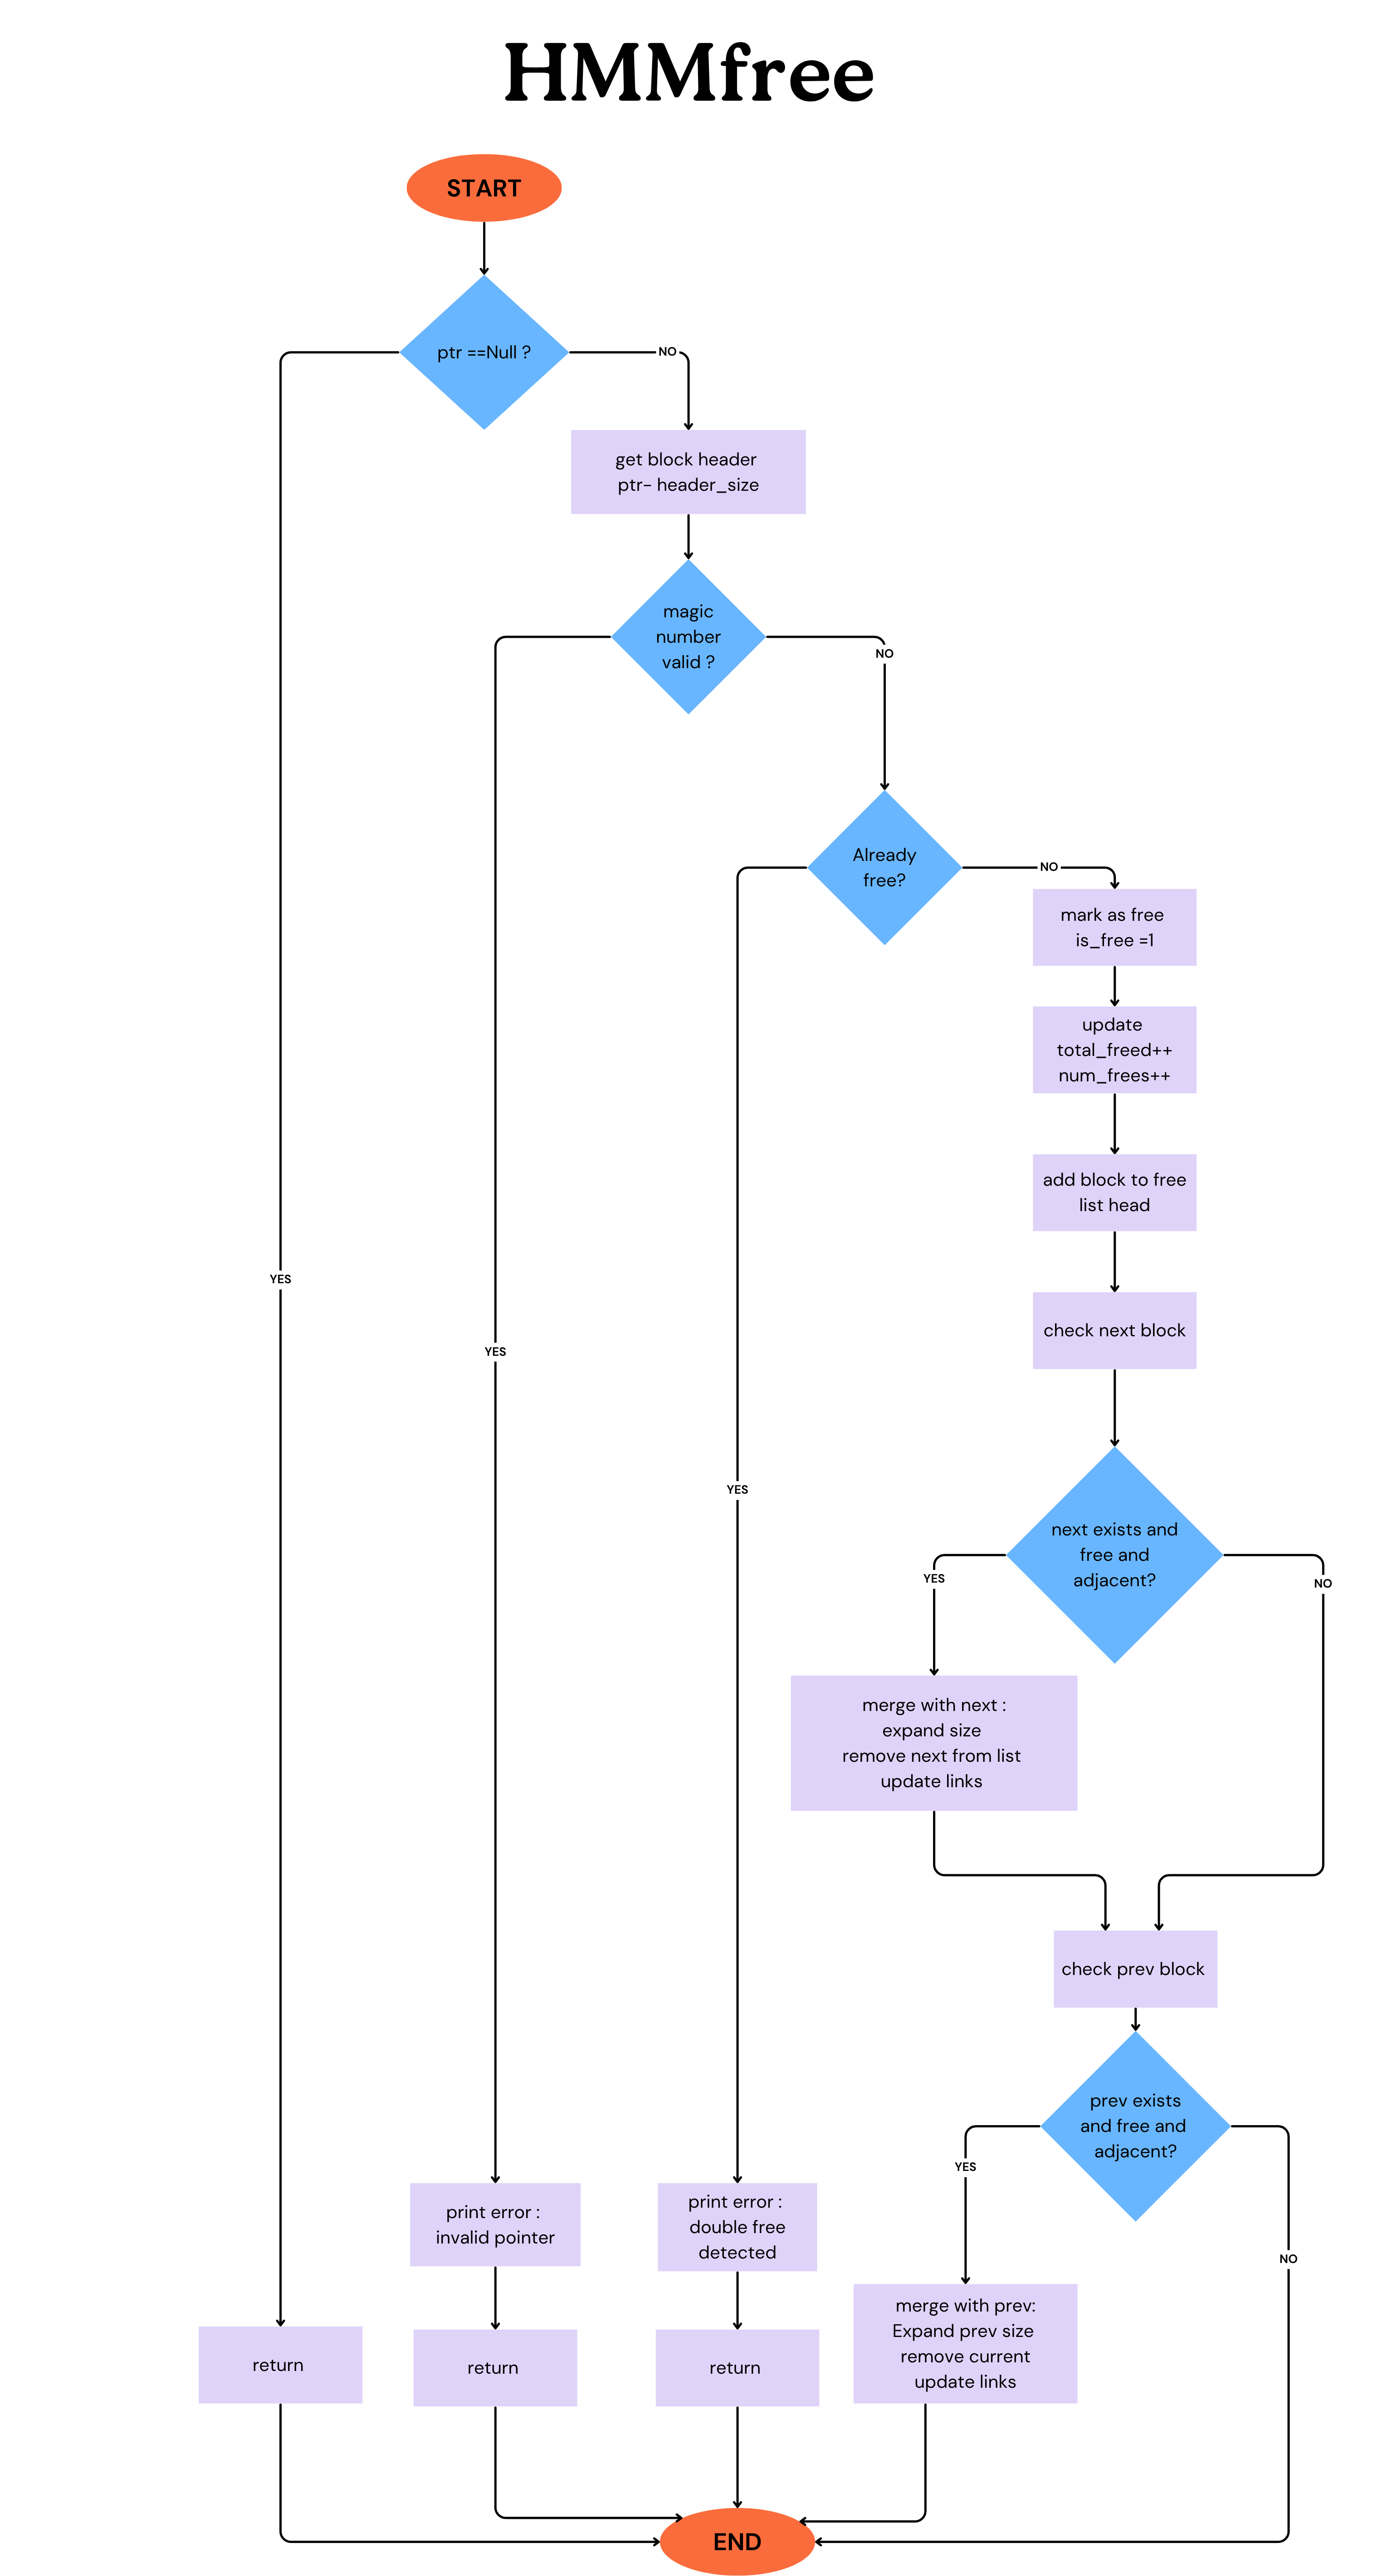 HMMfree
START
ptr ==Null ?
NO
get block header
ptr- header_size
magic
number
valid ?
NO
Already
free?
NO
mark as free
is_free =1
update
total_freed++
num_frees++
add block to free
list head
YES
check next block
YES
YES
next exists and
free and
adjacent?
YES
NO
merge with next :
expand size
remove next from list
update links
check prev block
prev exists
and free and
adjacent?
YES
NO
print error :
invalid pointer
print error :
double free
detected
merge with prev:
Expand prev size
remove current
update links
return
return
return
END